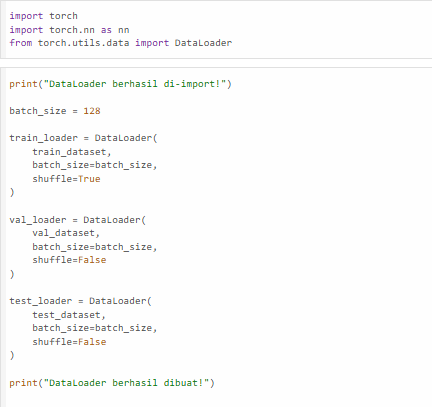 import torch
import torch.nn as nn
from torch.utils.data import DataLoader
print("DataLoader berhasil di-import!")
batch_size = 128
train_loader = DataLoader(
    train_dataset,
    batch_size=batch_size,
    shuffle=True
)
val_loader = DataLoader(
    val_dataset,
    batch_size=batch_size,
    shuffle=False
)
test_loader = DataLoader(
    test_dataset,
    batch_size=batch_size,
    shuffle=False
)
print("DataLoader berhasil dibuat!")